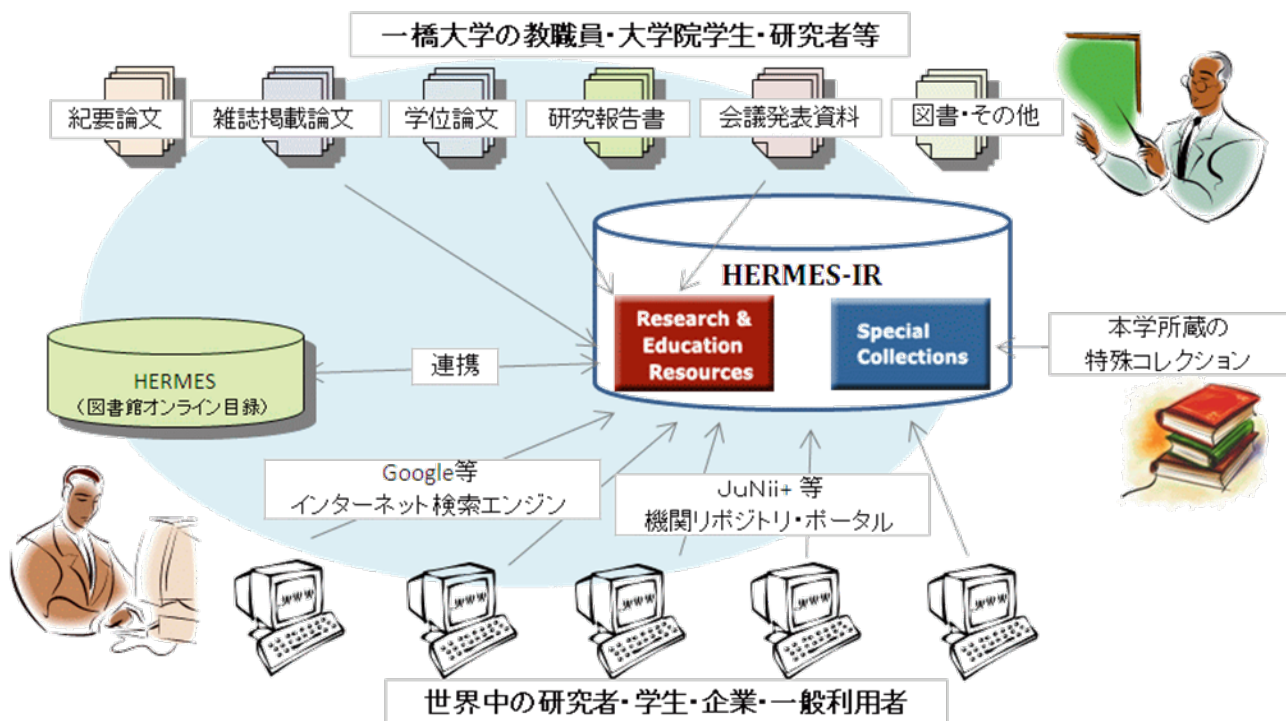 一橋大学の教職員・大学院学生・研究者等
紀要論文
雑誌掲載論文
学位論文
研究報告書
会議発表資料
図書・その他
HERMES-IR
Research &
Education
Resources
Special
Collections
本学所蔵の
特殊コレクション
連携
HERMES
（図書館オンライン目録）
Google等
インターネット検索エンジン
JuNii+ 等
機関リポジトリ・ポータル
WWW
WWW
WWW
WWW
WWW
世界中の研究者・学生・企業・一般利用者